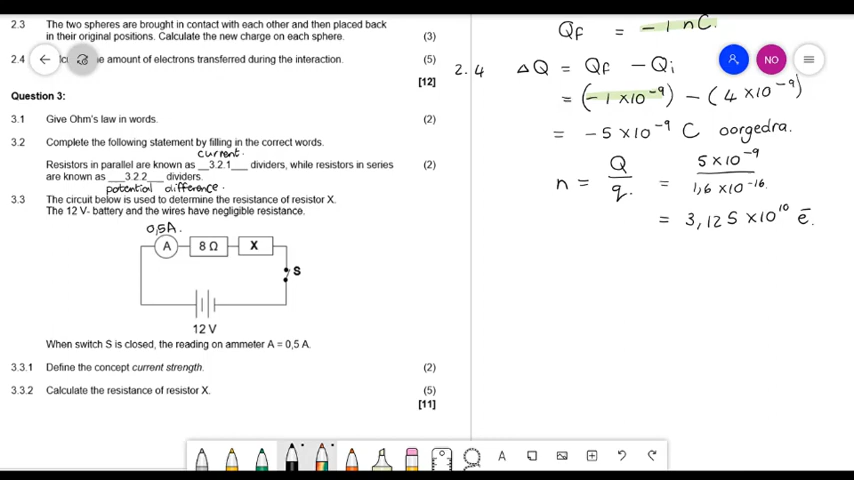 2.3 The two spheres are brought in contact with each other and then placed back
in their original positions. Calculate the new charge on each sphere. (3)
2.4 the amount of electrons transferred during the interaction. (5)
[12]
Question 3:
3.1 Give Ohm's law in words. (2)
3.2 Complete the following statement by filling in the correct words.
current.
Resistors in parallel are known as __3.2.1___ dividers, while resistors in series (2)
are known as ___3.2.2___ dividers.
potential difference.
3.3 The circuit below is used to determine the resistance of resistor X.
The 12 V- battery and the wires have negligible resistance.
0,5A.
A 8 Ω X
S
12 V
When switch S is closed, the reading on ammeter A = 0,5 A.
3.3.1 Define the concept current strength. (2)
3.3.2 Calculate the resistance of resistor X. (5)
[11]
Qf = -1 nC.
NO
2.4 ΔQ = Qf - Qi
= (-1 ×10⁻⁹) - (4 ×10⁻⁹)
= -5 ×10⁻⁹ C oorgedra.
n = Q/q. = 5 ×10⁻⁹ / 1,6 ×10⁻¹⁶.
= 3,125 ×10¹⁰ ē.
A